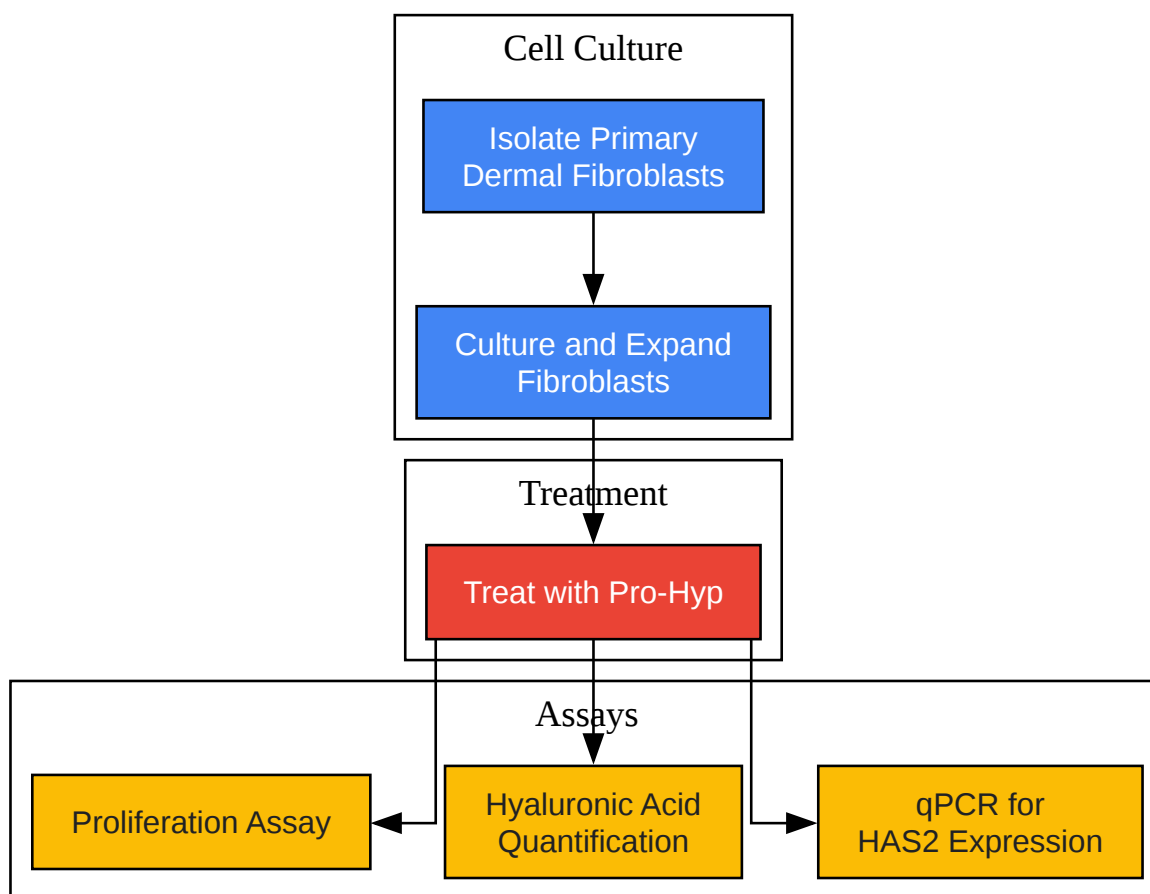 Cell Culture
Isolate Primary
Dermal Fibroblasts
Culture and Expand
Fibroblasts
Treatment
Treat with Pro-Hyp
Assays
Proliferation Assay
Hyaluronic Acid
Quantification
qPCR for
HAS2 Expression